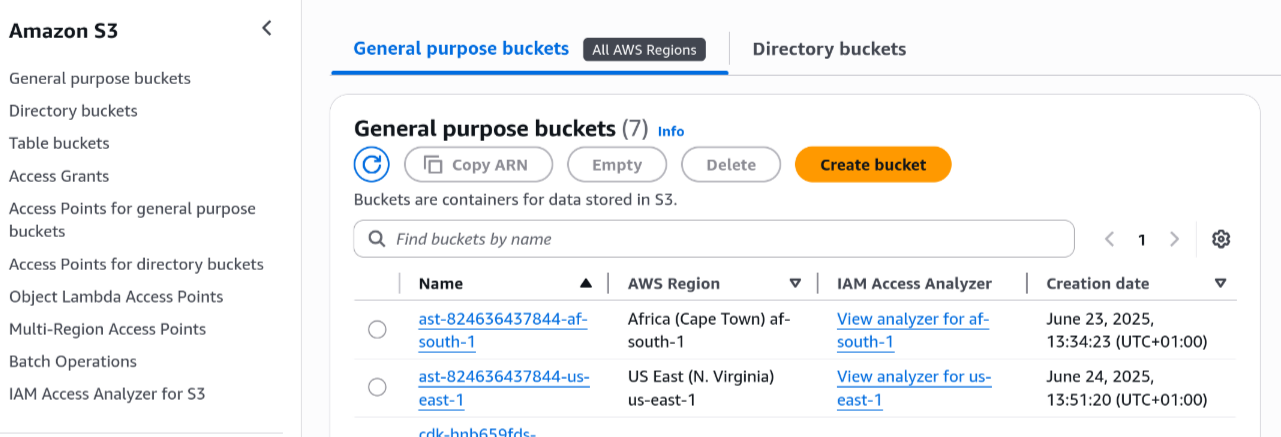 Amazon S3
General purpose buckets
Directory buckets
Table buckets
Access Grants
Access Points for general purpose
buckets
Access Points for directory buckets
Object Lambda Access Points
Multi-Region Access Points
Batch Operations
IAM Access Analyzer for S3
General purpose buckets All AWS Regions Directory buckets
General purpose buckets (7) Info
Copy ARN Empty Delete Create bucket
Buckets are containers for data stored in S3.
Find buckets by name 1
Name AWS Region IAM Access Analyzer Creation date
ast-824636437844-af- Africa (Cape Town) af- View analyzer for af- June 23, 2025,
south-1 south-1 south-1 13:34:23 (UTC+01:00)
ast-824636437844-us- US East (N. Virginia) View analyzer for us- June 24, 2025,
east-1 us-east-1 east-1 13:51:20 (UTC+01:00)
cdk-hnb659fds-